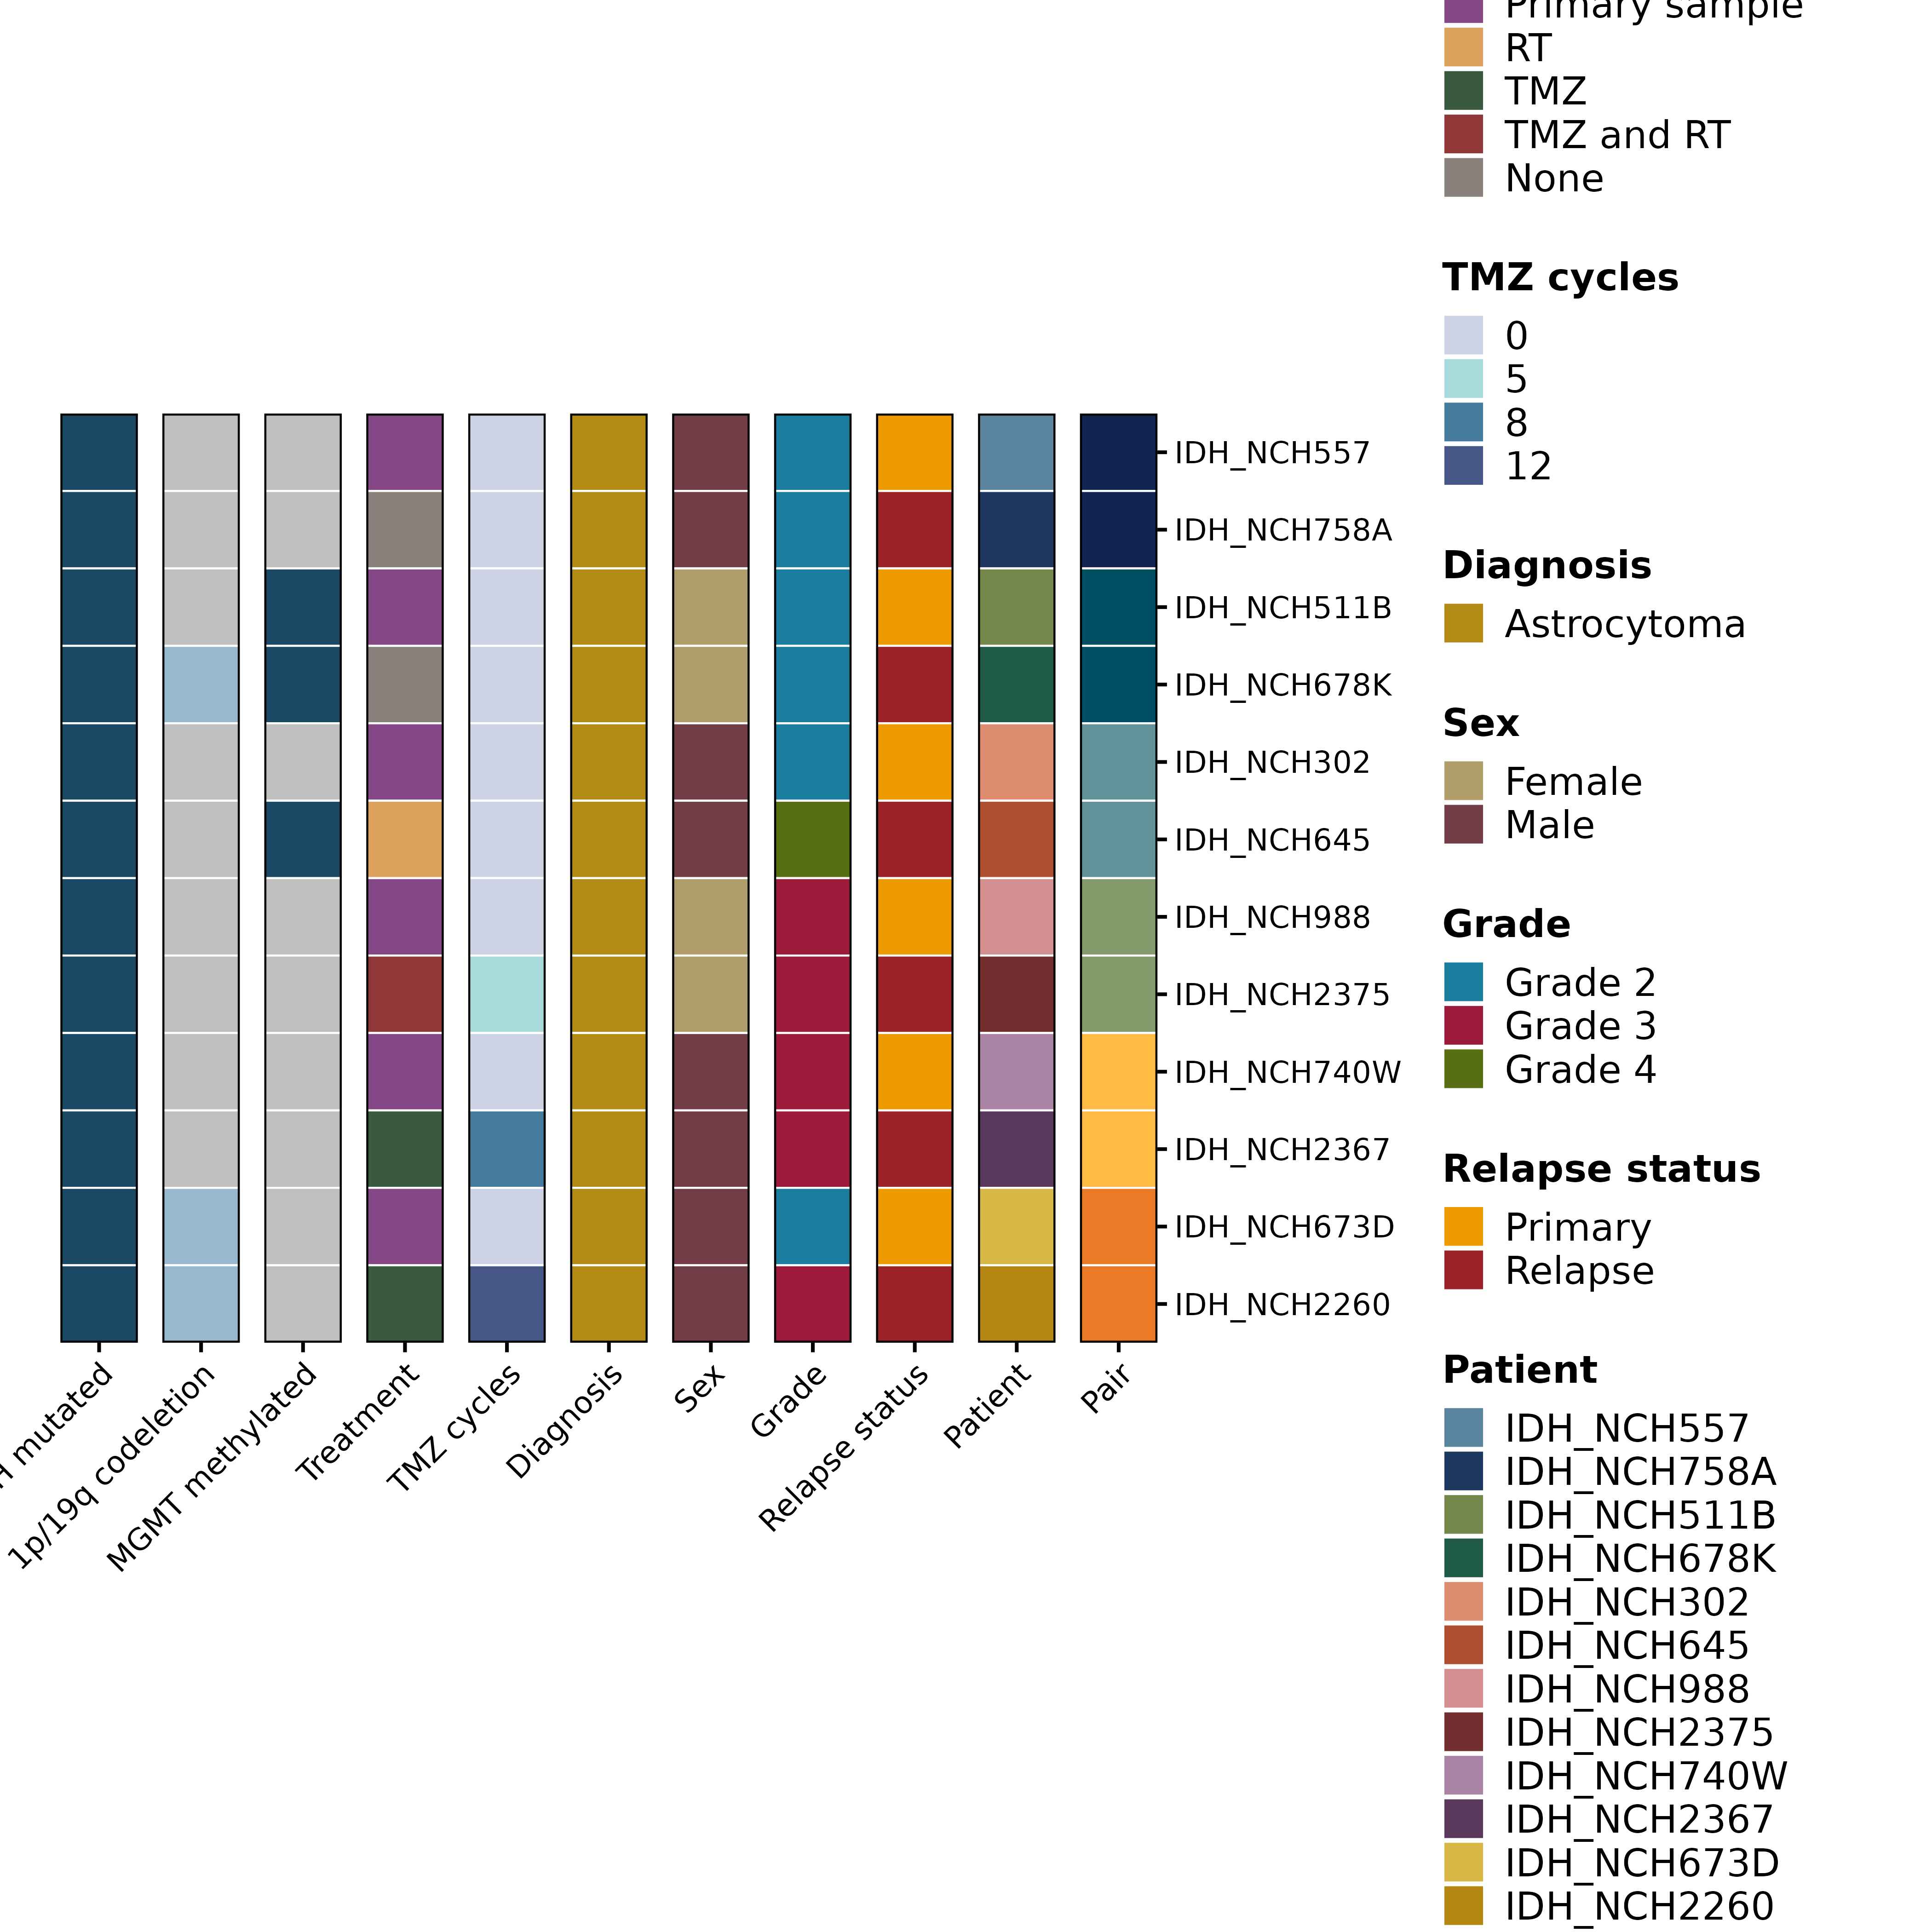 Primary sample
RT
TMZ
TMZ and RT
None
TMZ cycles
0
5
8
12
Diagnosis
Astrocytoma
Sex
Female
Male
Grade
Grade 2
Grade 3
Grade 4
Relapse status
Primary
Relapse
Patient
IDH_NCH557
IDH_NCH758A
IDH_NCH511B
IDH_NCH678K
IDH_NCH302
IDH_NCH645
IDH_NCH988
IDH_NCH2375
IDH_NCH740W
IDH_NCH2367
IDH_NCH673D
IDH_NCH2260
IDH_NCH557
IDH_NCH758A
IDH_NCH511B
IDH_NCH678K
IDH_NCH302
IDH_NCH645
IDH_NCH988
IDH_NCH2375
IDH_NCH740W
IDH_NCH2367
IDH_NCH673D
IDH_NCH2260
mutated
1p/19q codeletion
MGMT methylated
Treatment
TMZ cycles
Diagnosis
Sex
Grade
Relapse status
Patient
Pair